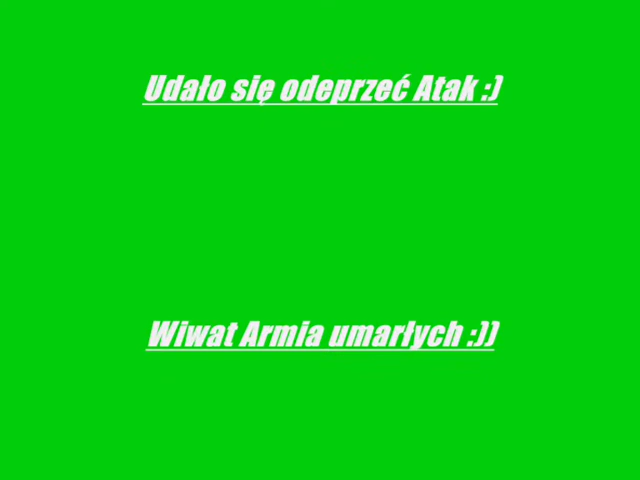 Udało się odeprzeć Atak :)
Wiwat Armia umarłych :))